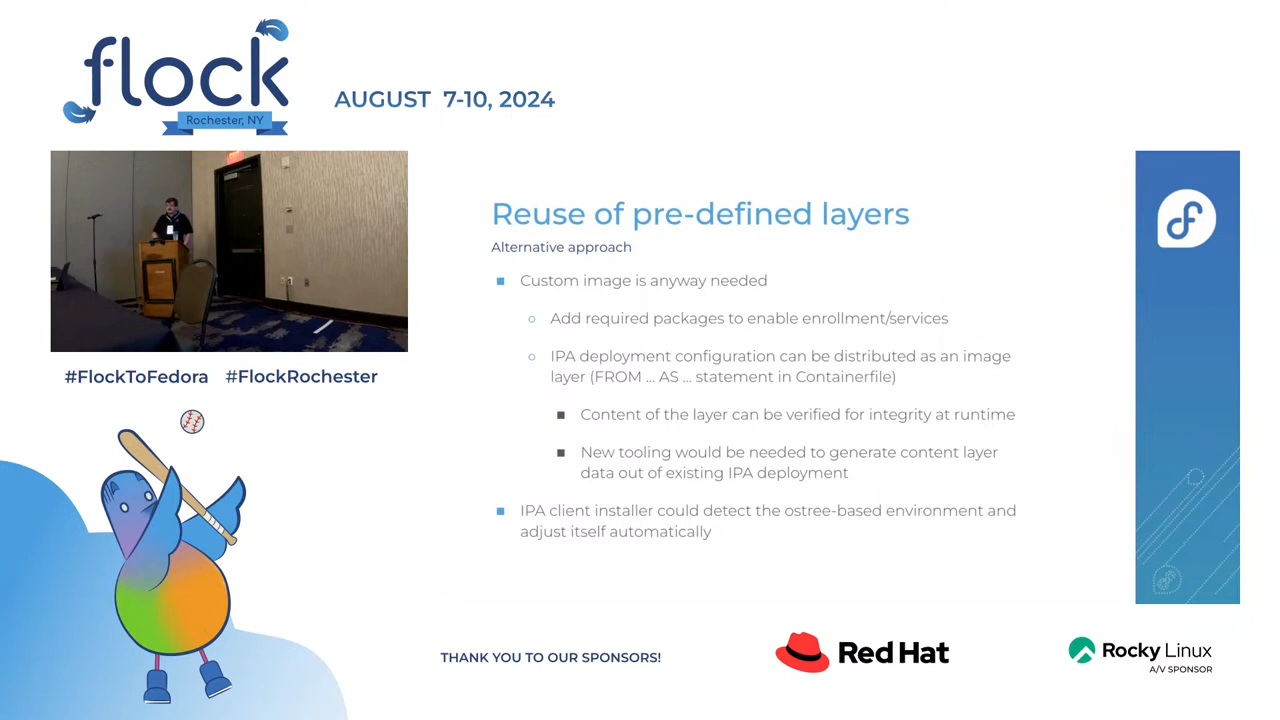 flock
Rochester, NY
AUGUST 7-10, 2024
Reuse of pre-defined layers
Alternative approach
Custom image is anyway needed
Add required packages to enable enrollment/services
IPA deployment configuration can be distributed as an image
layer (FROM ... AS ... statement in Containerfile)
Content of the layer can be verified for integrity at runtime
New tooling would be needed to generate content layer
data out of existing IPA deployment
IPA client installer could detect the ostree-based environment and
adjust itself automatically
#FlockToFedora #FlockRochester
THANK YOU TO OUR SPONSORS!
Red Hat
Rocky Linux
A/V SPONSOR